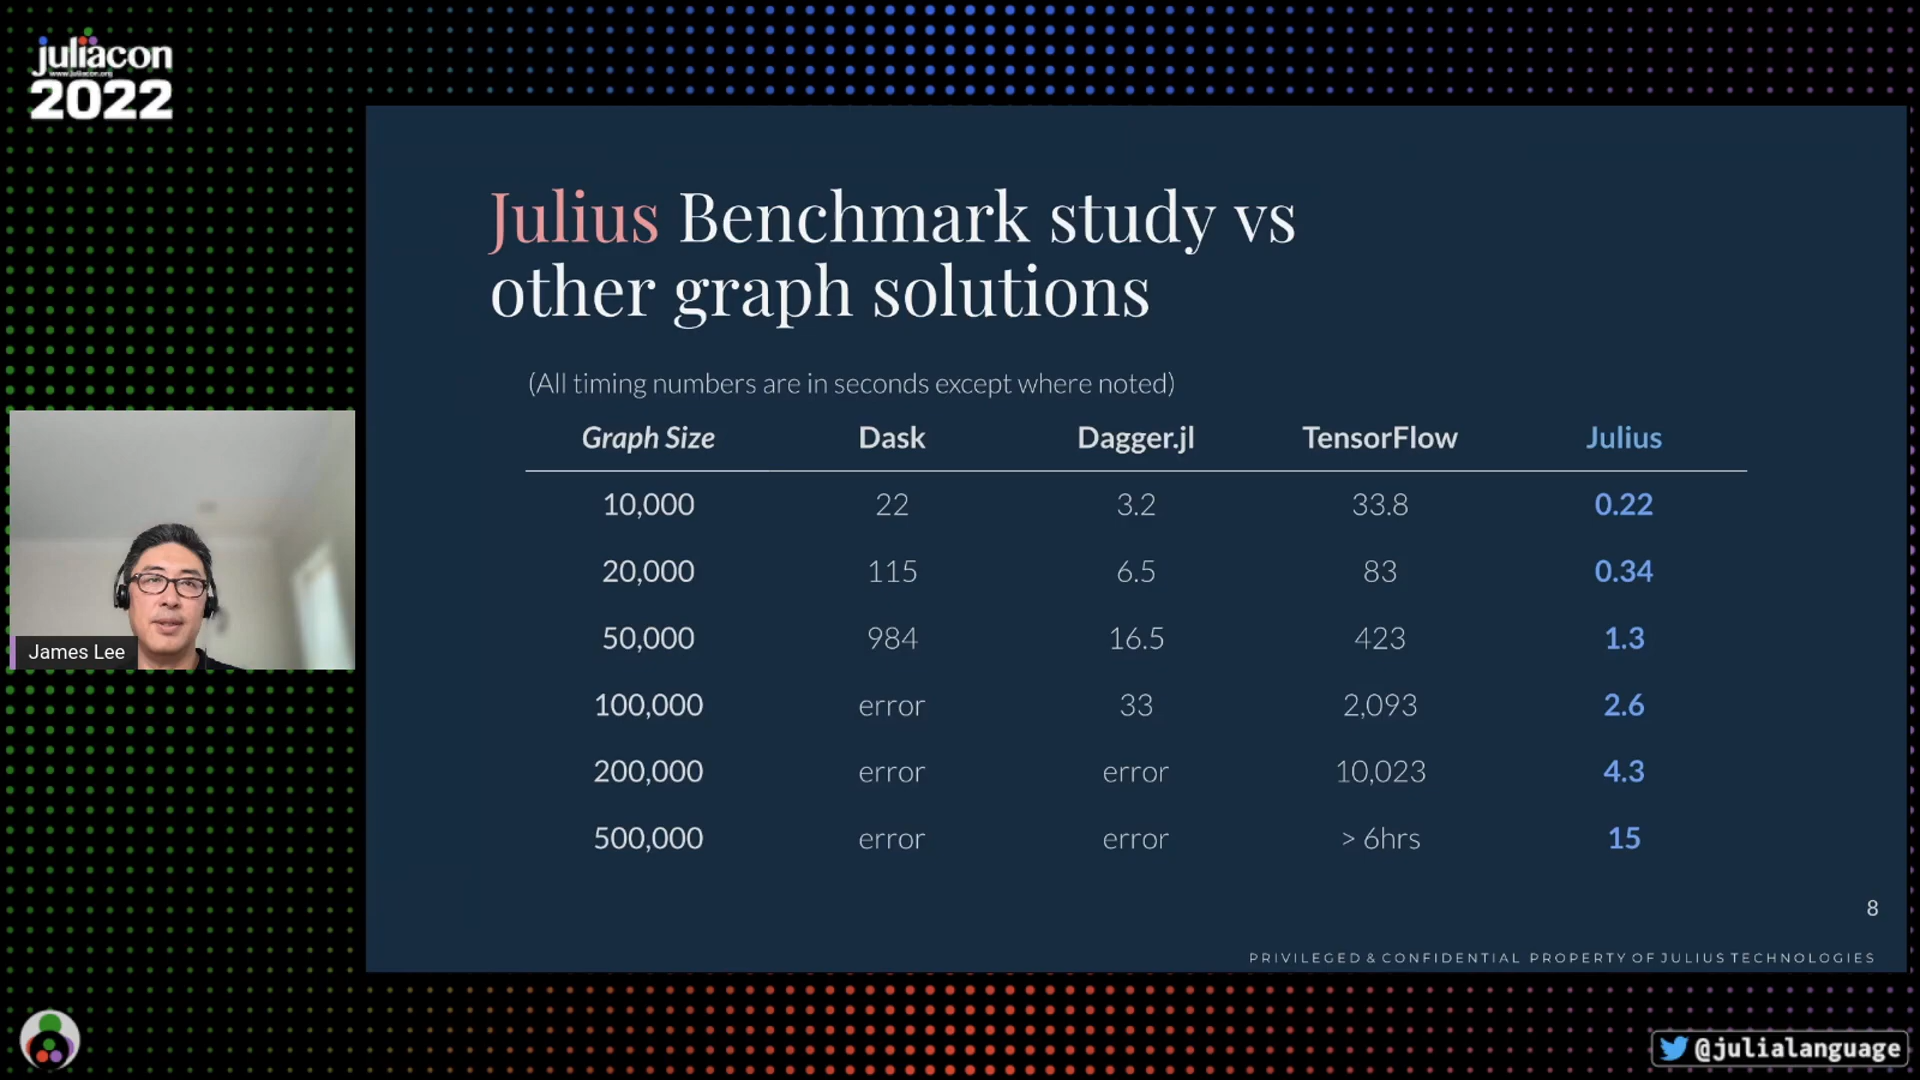 juliacon
www.juliacon.org
2022
Julius Benchmark study vs
other graph solutions
(All timing numbers are in seconds except where noted)
Graph Size Dask Dagger.jl TensorFlow Julius
10,000 22 3.2 33.8 0.22
20,000 115 6.5 83 0.34
50,000 984 16.5 423 1.3
100,000 error 33 2,093 2.6
200,000 error error 10,023 4.3
500,000 error error > 6hrs 15
James Lee
8
PRIVILEGED & CONFIDENTIAL PROPERTY OF JULIUS TECHNOLOGIES
@julialanguage